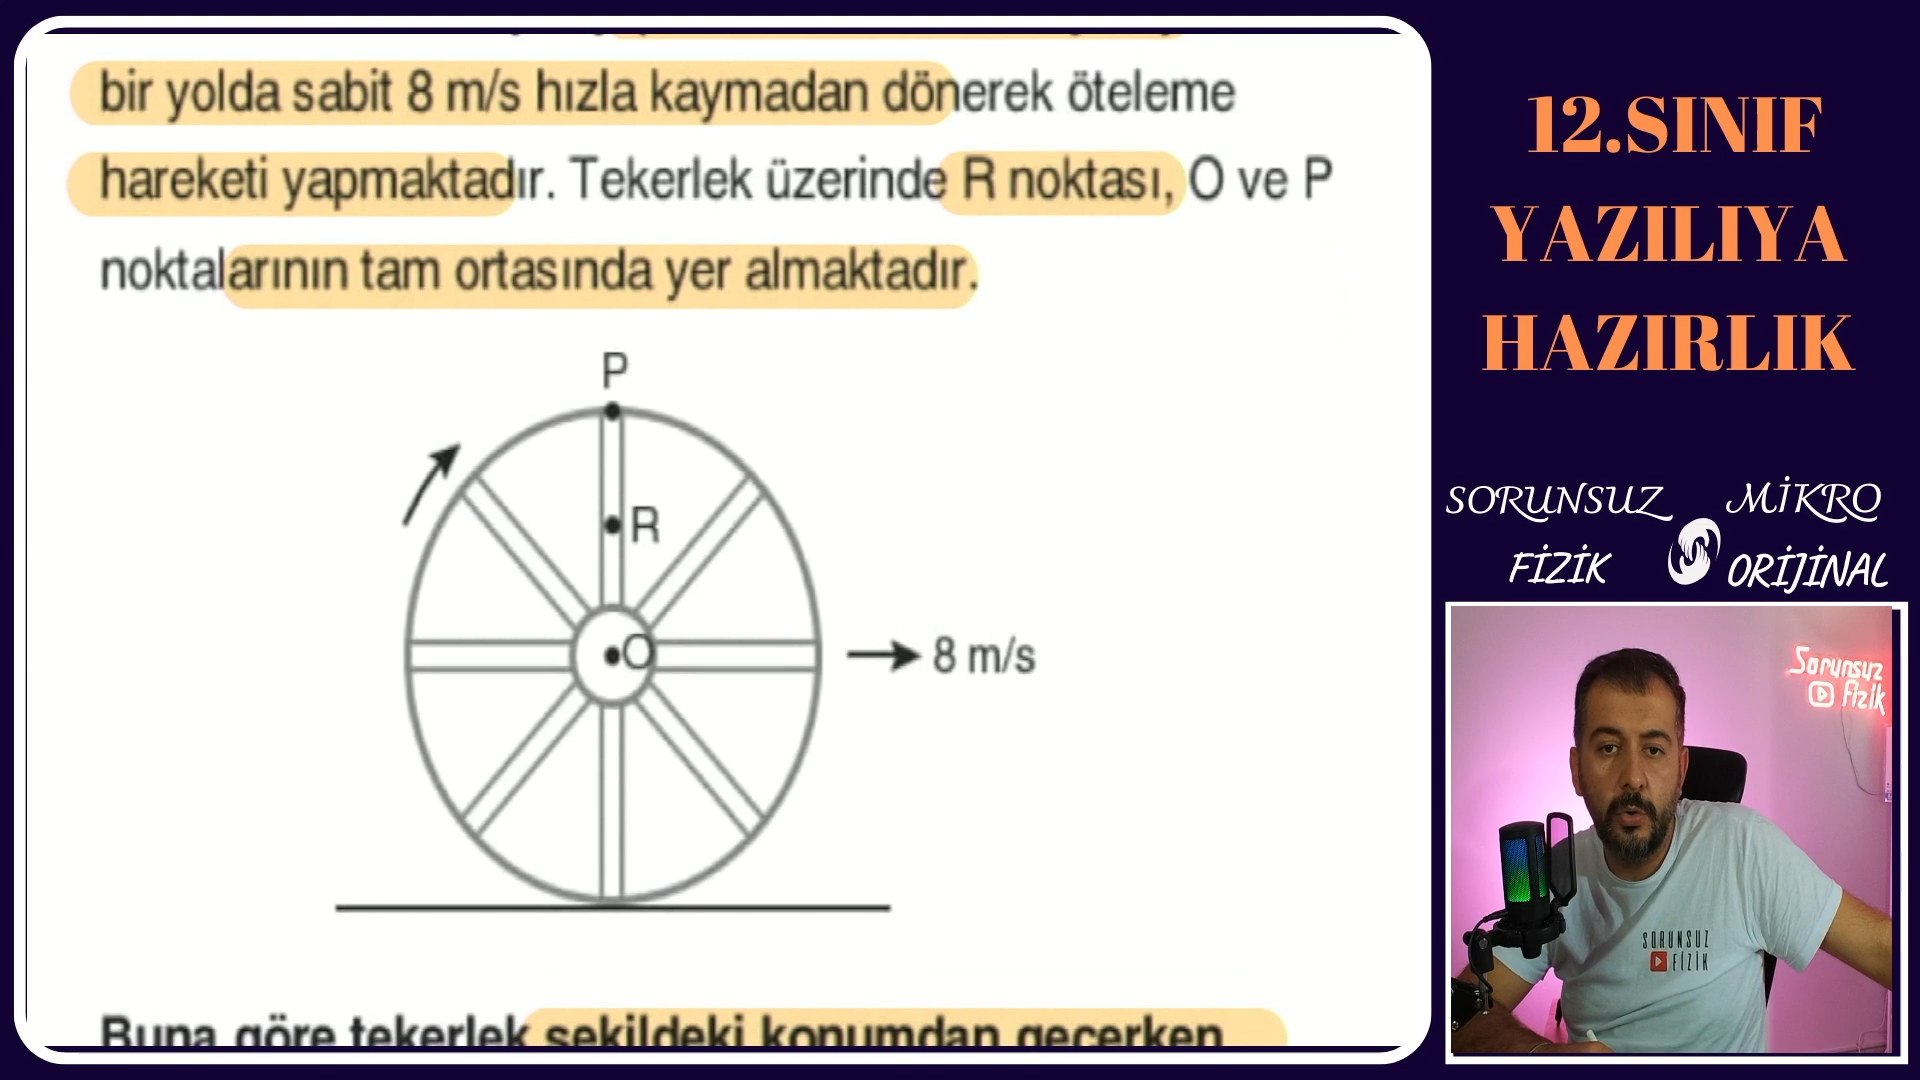 bir yolda sabit 8 m/s hızla kaymadan dönerek öteleme
hareketi yapmaktadır. Tekerlek üzerinde R noktası, O ve P
noktalarının tam ortasında yer almaktadır.
P
R
O
8 m/s
Buna göre tekerlek şekildeki konumdan geçerken
12.SINIF
YAZILIYA
HAZIRLIK
SORUNSUZ MİKRO
FİZİK ORİJİNAL
Sorunsuz
Fizik
SORUNSUZ
FİZİK